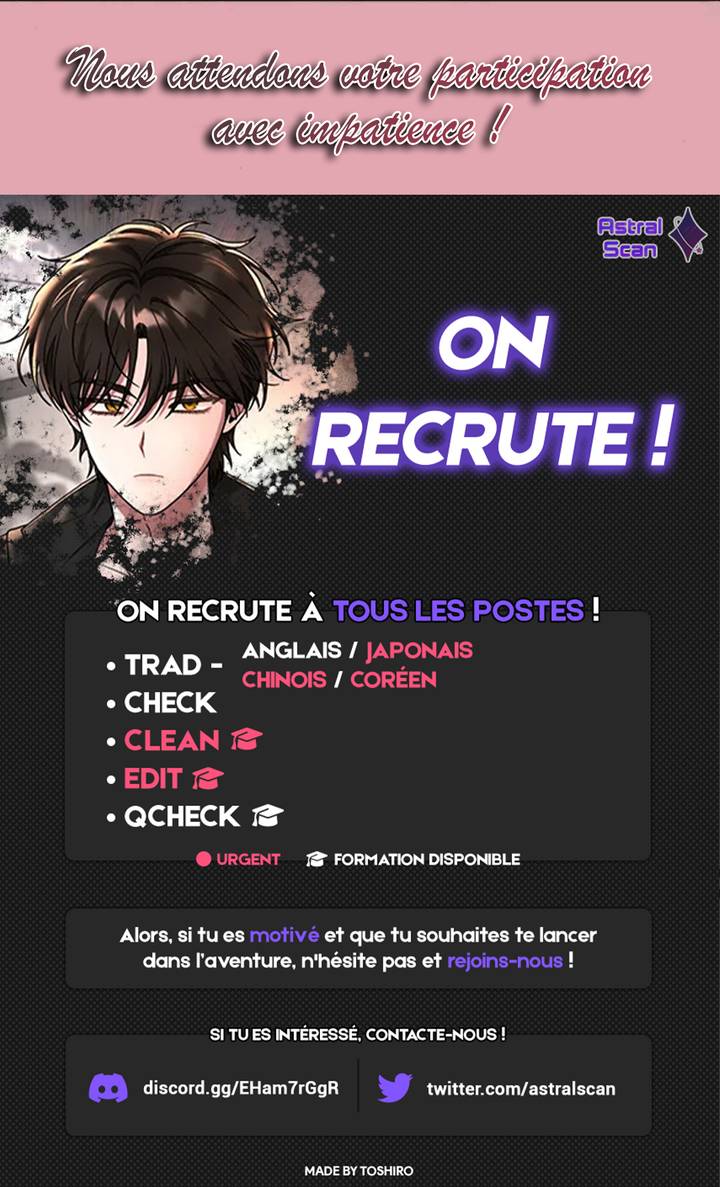 Nous attendons votre participation
avec impatience !
Astral
Scan
ON
RECRUTE !
ON RECRUTE À TOUS LES POSTES !
• TRAD - ANGLAIS / JAPONAIS
CHINOIS / CORÉEN
• CHECK
• CLEAN
• EDIT
• QCHECK
URGENT FORMATION DISPONIBLE
Alors, si tu es motivé et que tu souhaites te lancer
dans l'aventure, n'hésite pas et rejoins-nous !
SI TU ES INTÉRESSÉ, CONTACTE-NOUS !
discord.gg/EHam7rGgR
twitter.com/astralscan
MADE BY TOSHIRO